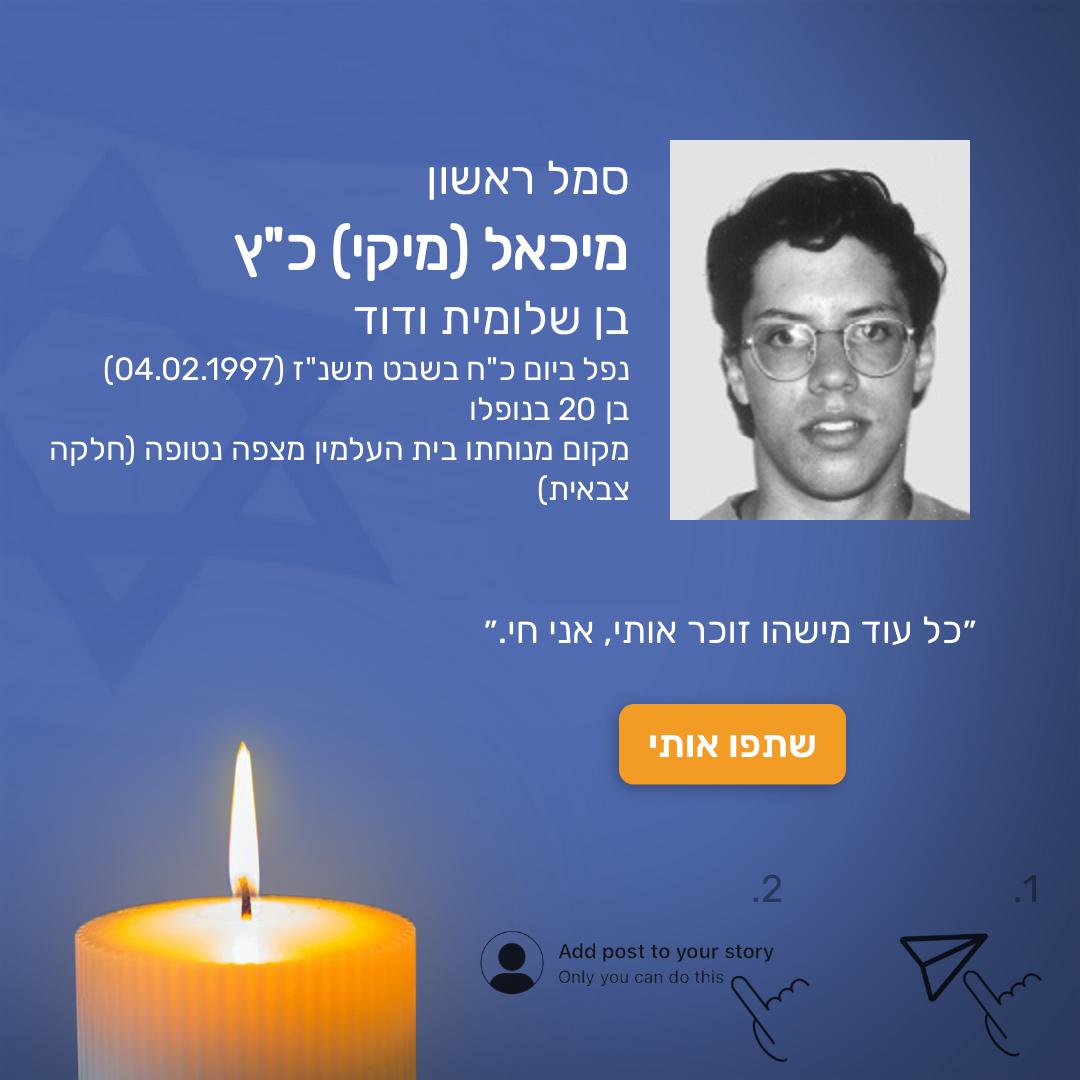 סמל ראשון
מיכאל (מיקי) כ"ץ
בן שלומית ודוד
נפל ביום כ"ח בשבט תשנ"ז (04.02.1997)
בן 20 בנופלו
מקום מנוחתו בית העלמין מצפה נטופה (חלקה
צבאית)
״כל עוד מישהו זוכר אותי, אני חי.״
שתפו אותי
1.
2.
Add post to your story
Only you can do this